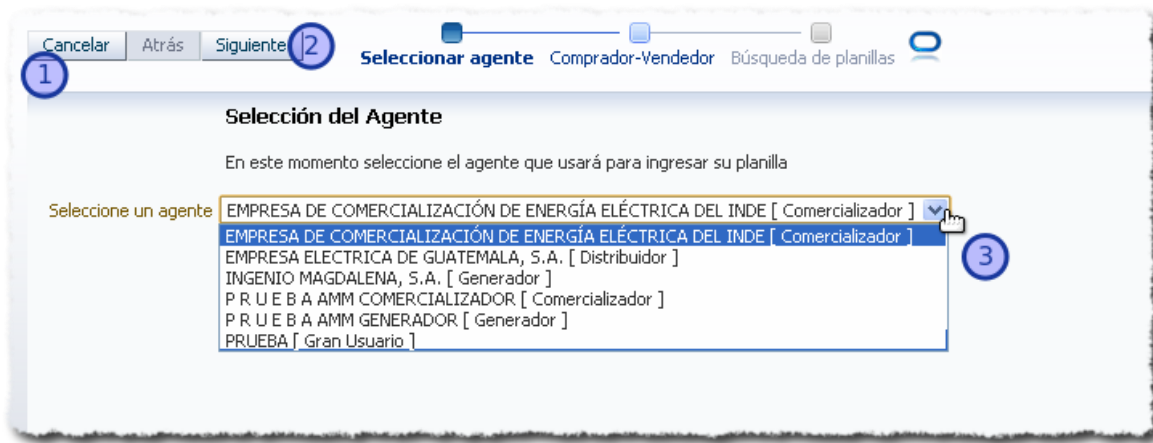 Cancelar Atrás Siguiente 2
1
Seleccionar agente Comprador-Vendedor Búsqueda de planillas
Selección del Agente
En este momento seleccione el agente que usará para ingresar su planilla
Seleccione un agente EMPRESA DE COMERCIALIZACIÓN DE ENERGÍA ELÉCTRICA DEL INDE [ Comercializador ]
EMPRESA DE COMERCIALIZACIÓN DE ENERGÍA ELÉCTRICA DEL INDE [ Comercializador ]
EMPRESA ELECTRICA DE GUATEMALA, S.A. [ Distribuidor ]
3
INGENIO MAGDALENA, S.A. [ Generador ]
P R U E B A AMM COMERCIALIZADOR [ Comercializador ]
P R U E B A AMM GENERADOR [ Generador ]
PRUEBA [ Gran Usuario ]